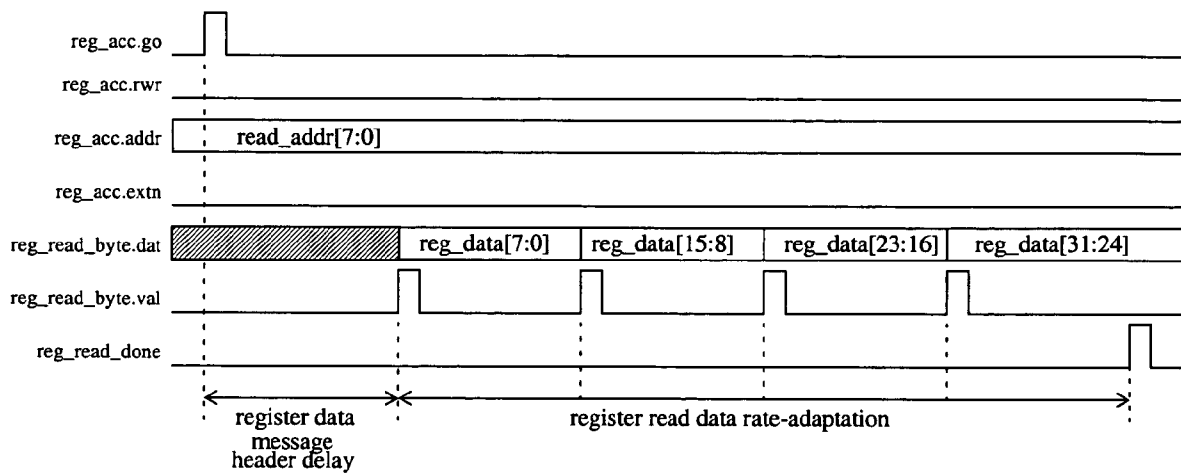 reg_acc.go
reg_acc.rwr
reg_acc.addr
read_addr[7:0]
reg_acc.extn
reg_read_byte.dat
reg_data[7:0]
reg_data[15:8]
reg_data[23:16]
reg_data[31:24]
reg_read_byte.val
reg_read_done
register data
message
header delay
register read data rate-adaptation